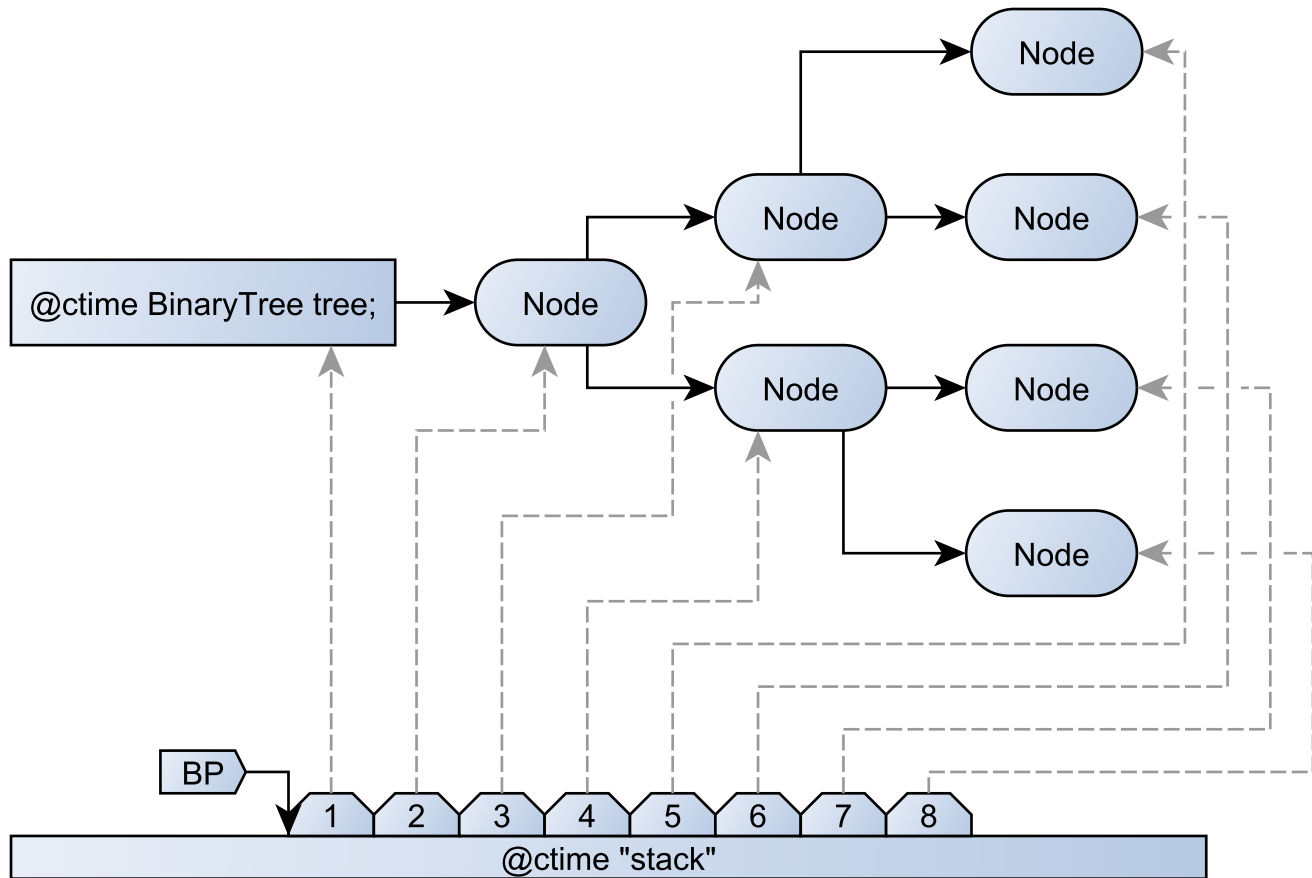 Node
Node
Node
@ctime BinaryTree tree;
Node
Node
Node
Node
BP
1
2
3
4
5
6
7
8
@ctime "stack"